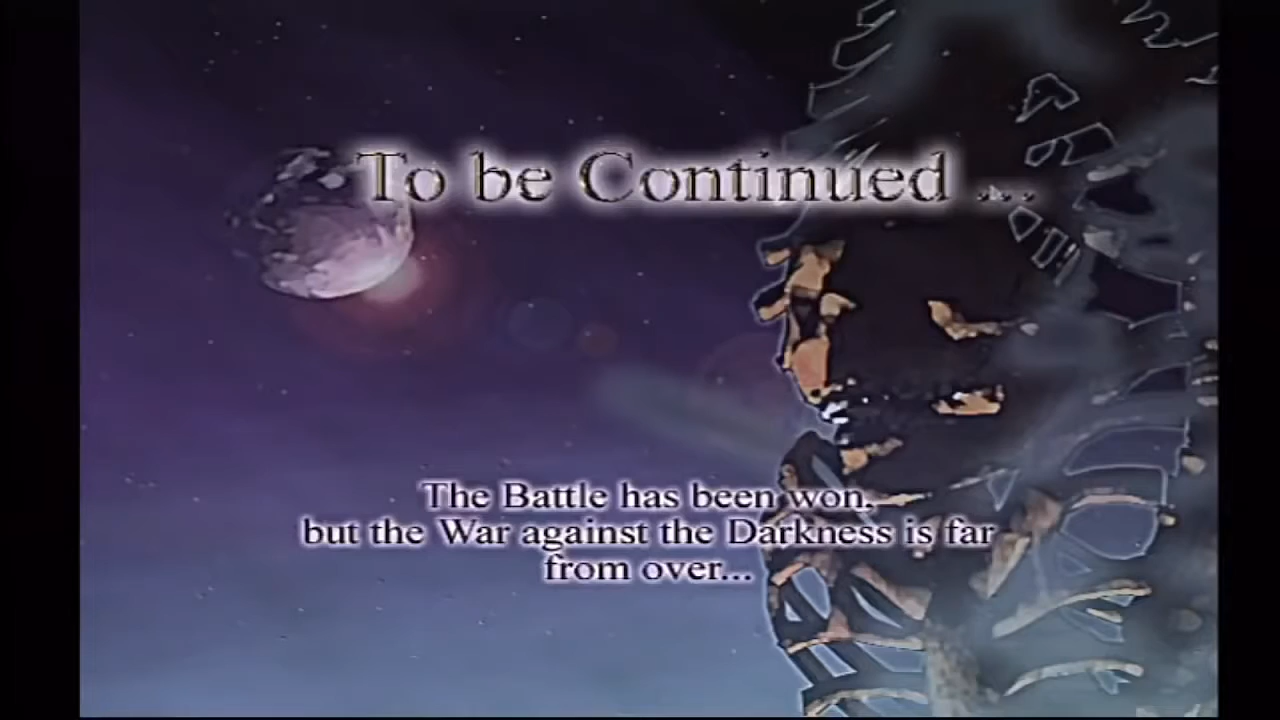 To be Continued ...
The Battle has been won,
but the War against the Darkness is far
from over...